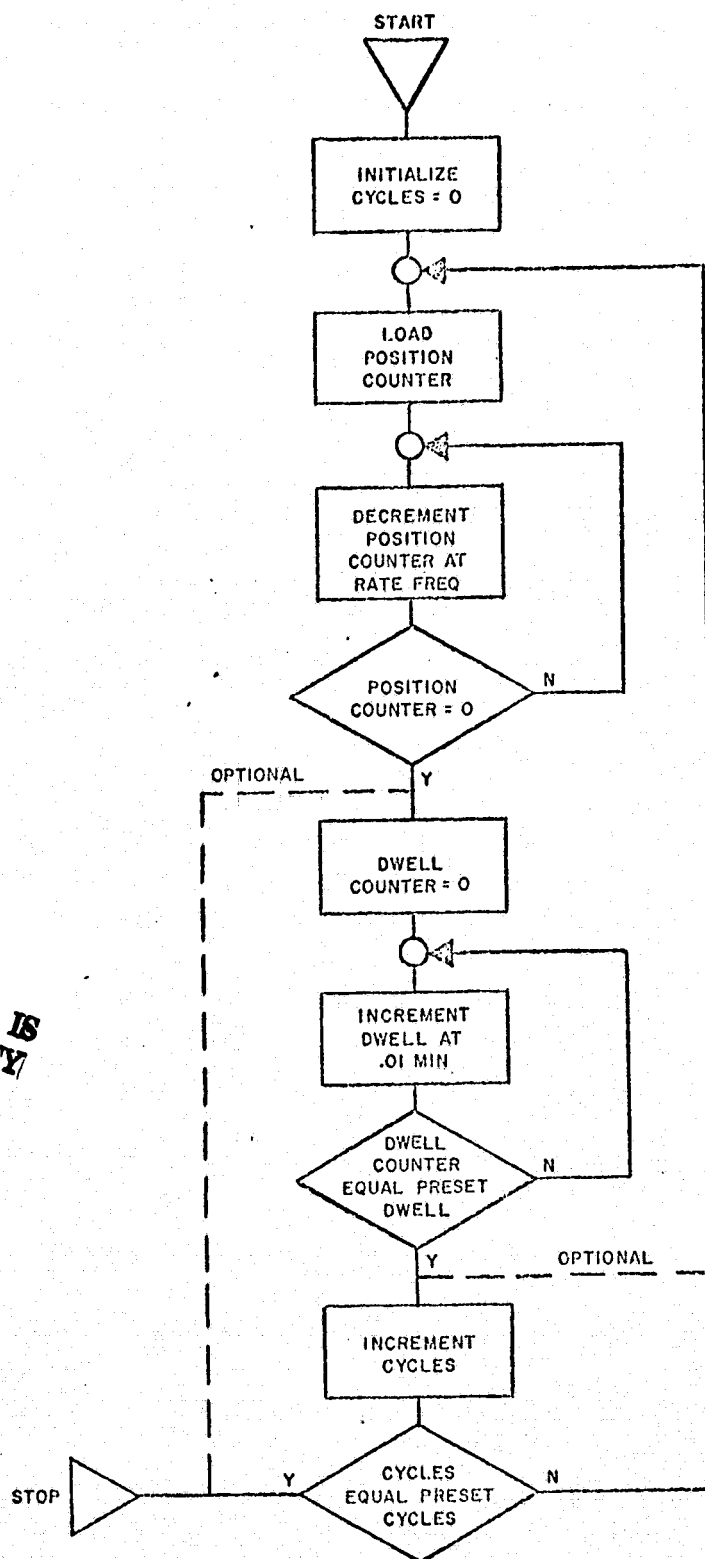 START
INITIALIZE
CYCLES = 0
LOAD
POSITION
COUNTER
DECREMENT
POSITION
COUNTER AT
RATE FREQ
POSITION
COUNTER = 0
N
OPTIONAL
Y
DWELL
COUNTER = 0
INCREMENT
DWELL AT
.01 MIN
IS
DWELL
COUNTER
EQUAL PRESET
DWELL
N
Y
OPTIONAL
INCREMENT
CYCLES
STOP
Y
CYCLES
EQUAL PRESET
CYCLES
N